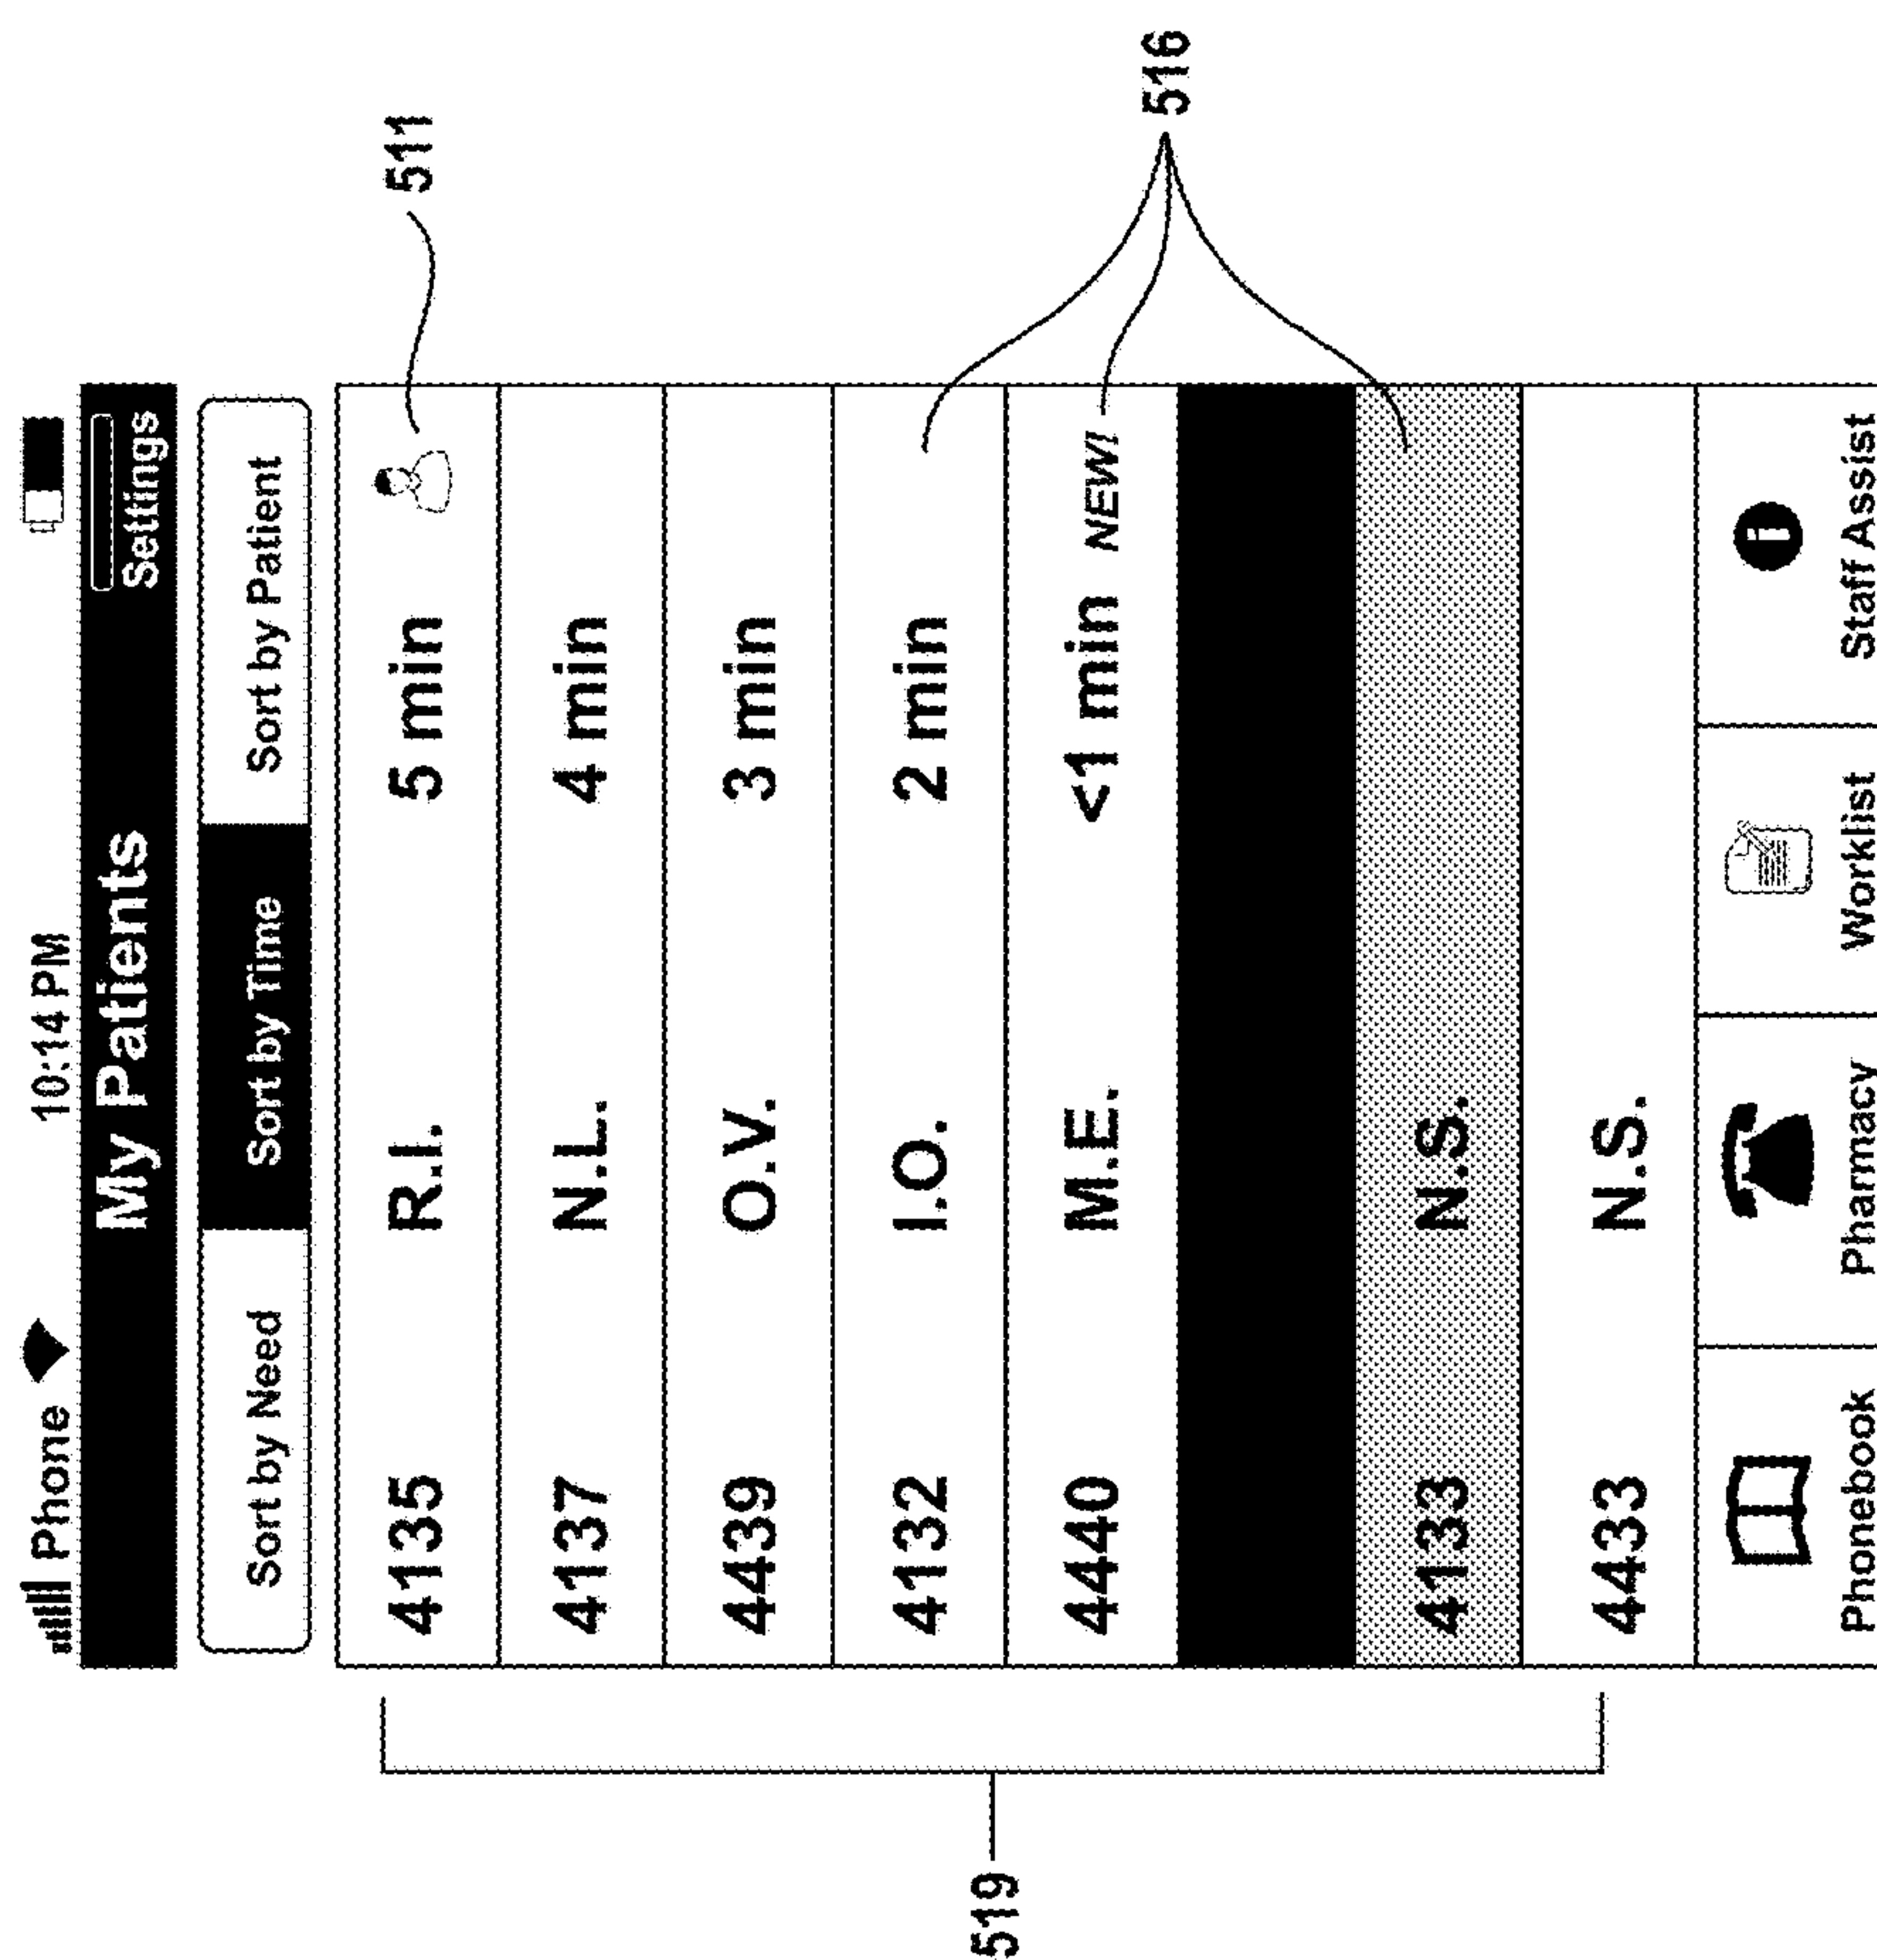 Phone 10:14 PM
My Patients Settings
Sort by Need Sort by Time Sort by Patient
4135 R.I. 5 min
4137 N.L. 4 min
4439 O.V. 3 min
4132 I.O. 2 min
4440 M.E. <1 min NEW!
4133 N.S.
4433 N.S.
Phonebook Pharmacy Worklist Staff Assist
511
516
519